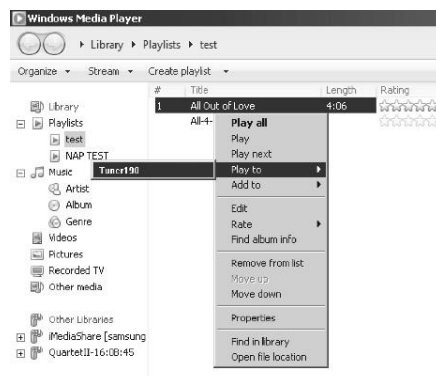 Windows Media Player
Library ▸ Playlists ▸ test
Organize Stream Create playlist
# Title Length Rating
1 All Out of Love 4:06
All-4-
Library
Playlists
test
NAP TEST
Music
Artist
Album
Genre
Videos
Pictures
Recorded TV
Other media
Other Libraries
iMediaShare [samsung
QuartetII-16:0B:45
Tuner190
Play all
Play
Play next
Play to
Add to
Edit
Rate
Find album info
Remove from list
Move up
Move down
Properties
Find in library
Open file location